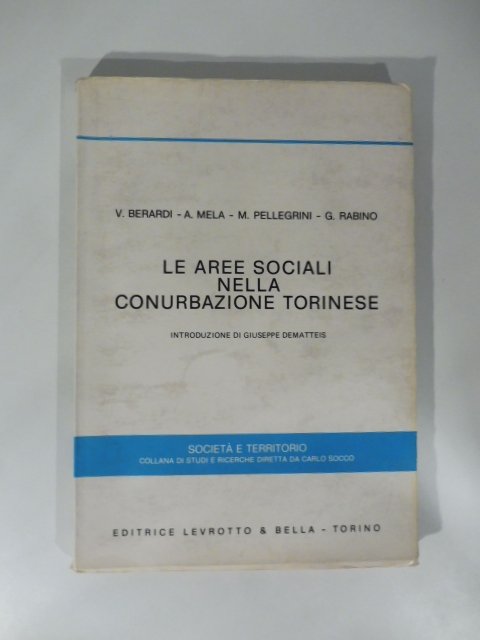 V. BERARDI - A. MELA - M. PELLEGRINI - G. RABINO
LE AREE SOCIALI
NELLA
CONURBAZIONE TORINESE
INTRODUZIONE DI GIUSEPPE DEMATTEIS
SOCIETÀ E TERRITORIO
COLLANA DI STUDI E RICERCHE DIRETTA DA CARLO SOCCO
EDITRICE LEVROTTO & BELLA - TORINO